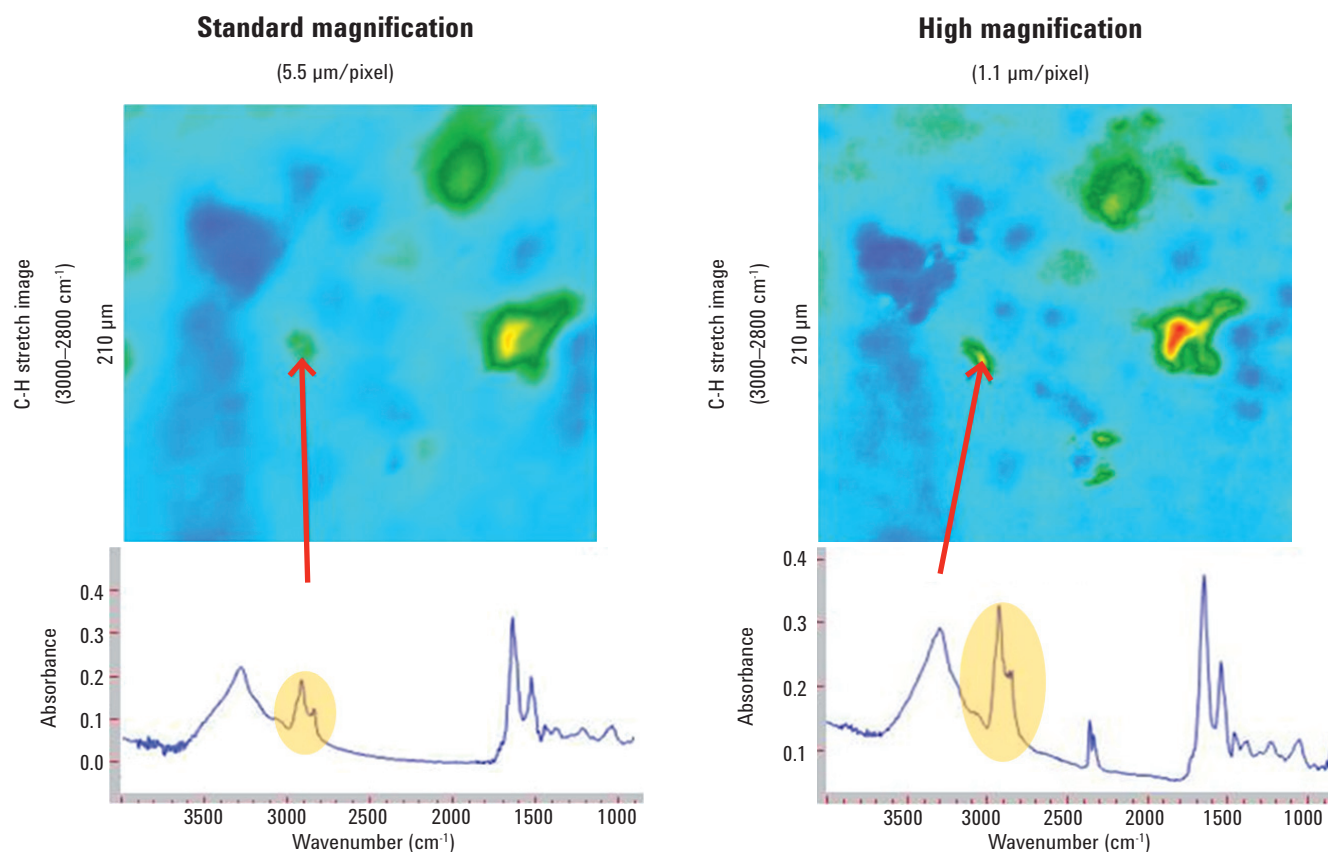 Standard magnification
(5.5 µm/pixel)
C-H stretch image
(3000–2800 cm⁻¹)
210 µm
Absorbance
0.4
0.3
0.2
0.1
0.0
3500 3000 2500 2000 1500 1000
Wavenumber (cm⁻¹)
High magnification
(1.1 µm/pixel)
C-H stretch image
(3000–2800 cm⁻¹)
210 µm
Absorbance
0.4
0.3
0.2
0.1
3500 3000 2500 2000 1500 1000
Wavenumber (cm⁻¹)